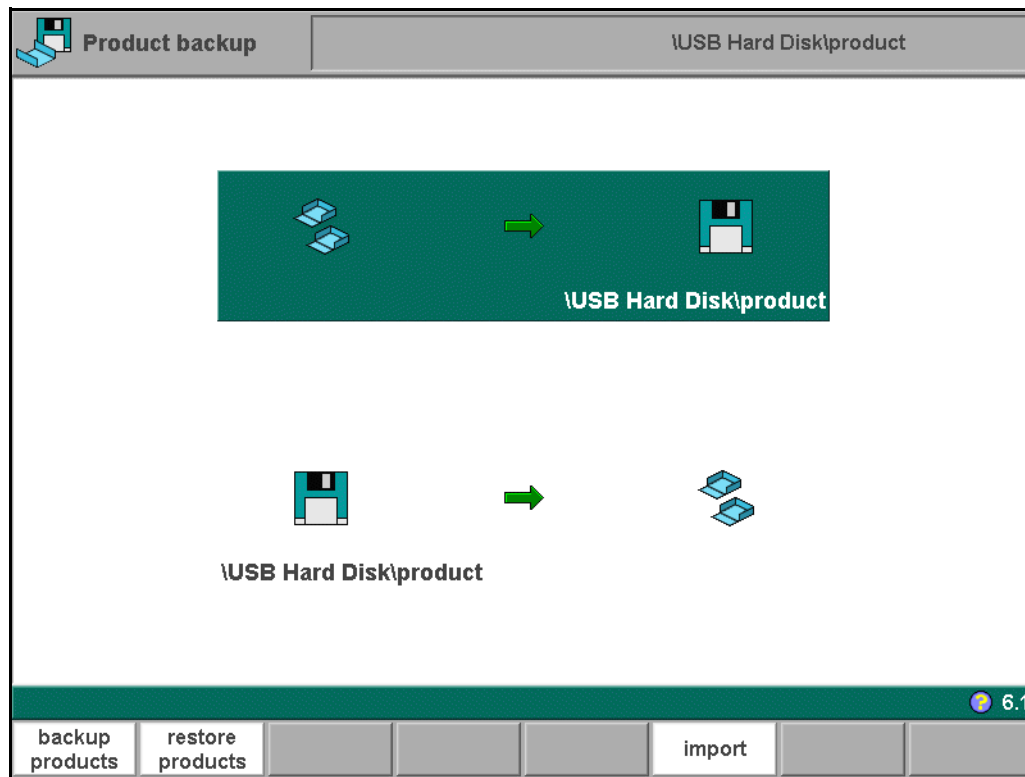 Product backup
\USB Hard Disk\product
\USB Hard Disk\product
\USB Hard Disk\product
? 6.1
backup
products
restore
products
import